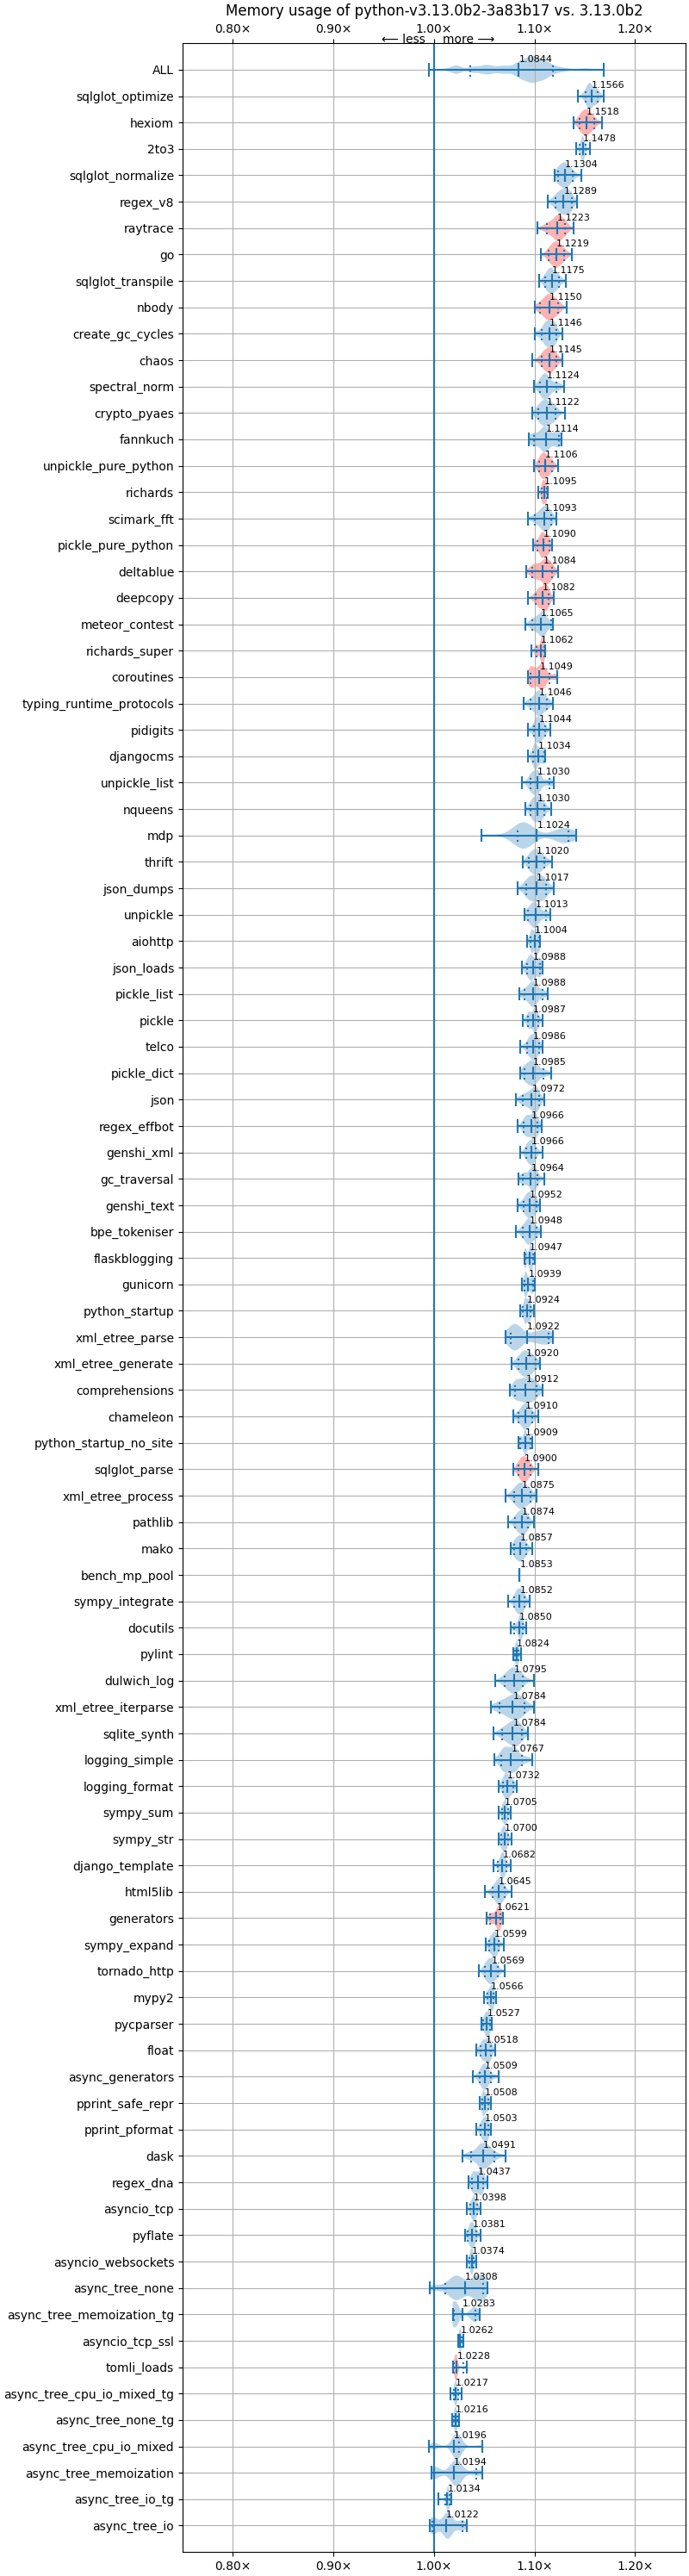 Memory usage of python-v3.13.0b2-3a83b17 vs. 3.13.0b2
0.80× 0.90× 1.00× 1.10× 1.20×
⟵ less more ⟶
ALL 1.0844
sqlglot_optimize 1.1566
hexiom 1.1518
2to3 1.1478
sqlglot_normalize 1.1304
regex_v8 1.1289
raytrace 1.1223
go 1.1219
sqlglot_transpile 1.1175
nbody 1.1150
create_gc_cycles 1.1146
chaos 1.1145
spectral_norm 1.1124
crypto_pyaes 1.1122
fannkuch 1.1114
unpickle_pure_python 1.1106
richards 1.1095
scimark_fft 1.1093
pickle_pure_python 1.1090
deltablue 1.1084
deepcopy 1.1082
meteor_contest 1.1065
richards_super 1.1062
coroutines 1.1049
typing_runtime_protocols 1.1046
pidigits 1.1044
djangocms 1.1034
unpickle_list 1.1030
nqueens 1.1030
mdp 1.1024
thrift 1.1020
json_dumps 1.1017
unpickle 1.1013
aiohttp 1.1004
json_loads 1.0988
pickle_list 1.0988
pickle 1.0987
telco 1.0986
pickle_dict 1.0985
json 1.0972
regex_effbot 1.0966
genshi_xml 1.0966
gc_traversal 1.0964
genshi_text 1.0952
bpe_tokeniser 1.0948
flaskblogging 1.0947
gunicorn 1.0939
python_startup 1.0924
xml_etree_parse 1.0922
xml_etree_generate 1.0920
comprehensions 1.0912
chameleon 1.0910
python_startup_no_site 1.0909
sqlglot_parse 1.0900
xml_etree_process 1.0875
pathlib 1.0874
mako 1.0857
bench_mp_pool 1.0853
sympy_integrate 1.0852
docutils 1.0850
pylint 1.0824
dulwich_log 1.0795
xml_etree_iterparse 1.0784
sqlite_synth 1.0784
logging_simple 1.0767
logging_format 1.0732
sympy_sum 1.0705
sympy_str 1.0700
django_template 1.0682
html5lib 1.0645
generators 1.0621
sympy_expand 1.0599
tornado_http 1.0569
mypy2 1.0566
pycparser 1.0527
float 1.0518
async_generators 1.0509
pprint_safe_repr 1.0508
pprint_pformat 1.0503
dask 1.0491
regex_dna 1.0437
asyncio_tcp 1.0398
pyflate 1.0381
asyncio_websockets 1.0374
async_tree_none 1.0308
async_tree_memoization_tg 1.0283
asyncio_tcp_ssl 1.0262
tomli_loads 1.0228
async_tree_cpu_io_mixed_tg 1.0217
async_tree_none_tg 1.0216
async_tree_cpu_io_mixed 1.0196
async_tree_memoization 1.0194
async_tree_io_tg 1.0134
async_tree_io 1.0122
0.80× 0.90× 1.00× 1.10× 1.20×